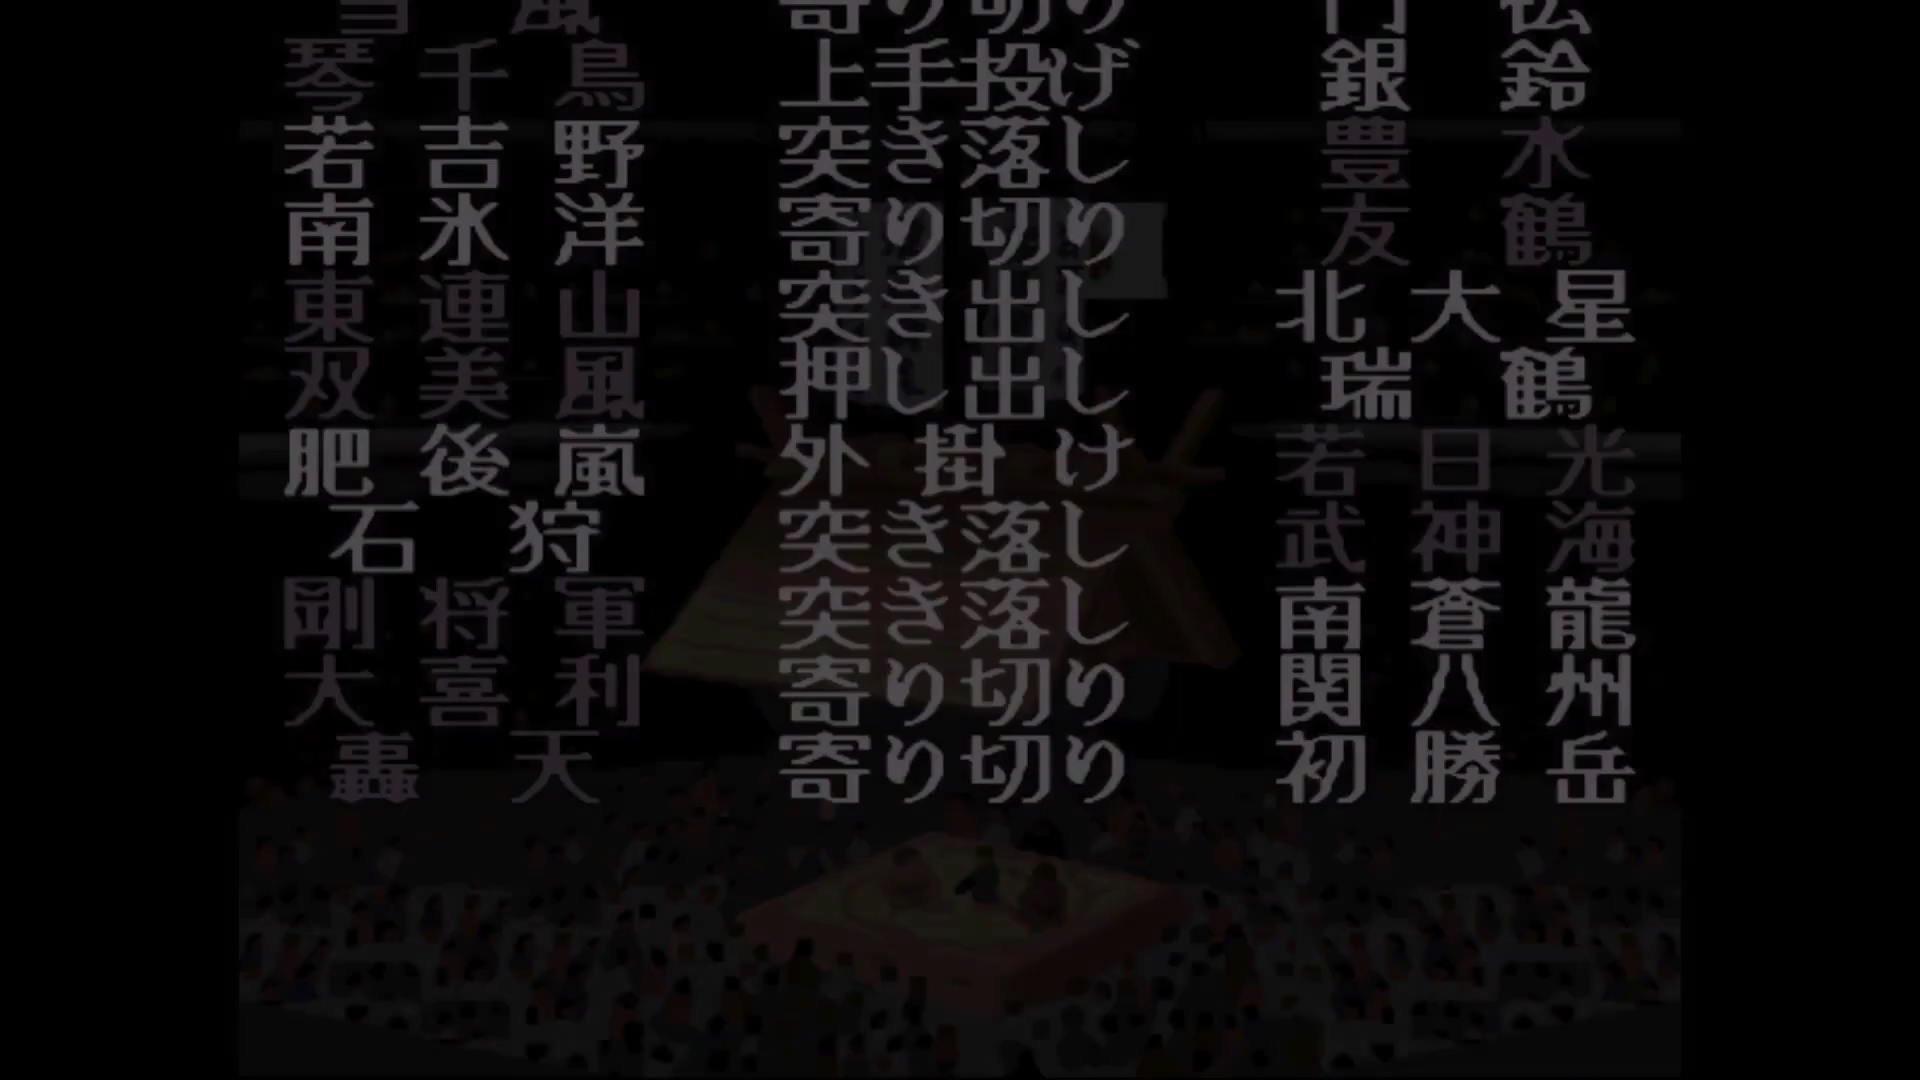 寄り切り
琴千鳥 上手投げ 銀鈴
若吉野 突き落し 豊水
南氷洋 寄り切り 友鶴
東連山 突き出し 北大星
双美風 押し出し 瑞鶴
肥後嵐 外掛け 若日光
石狩 突き落し 武神海
剛将軍 突き落し 南蒼龍
大喜利 寄り切り 関八州
轟天 寄り切り 初勝岳